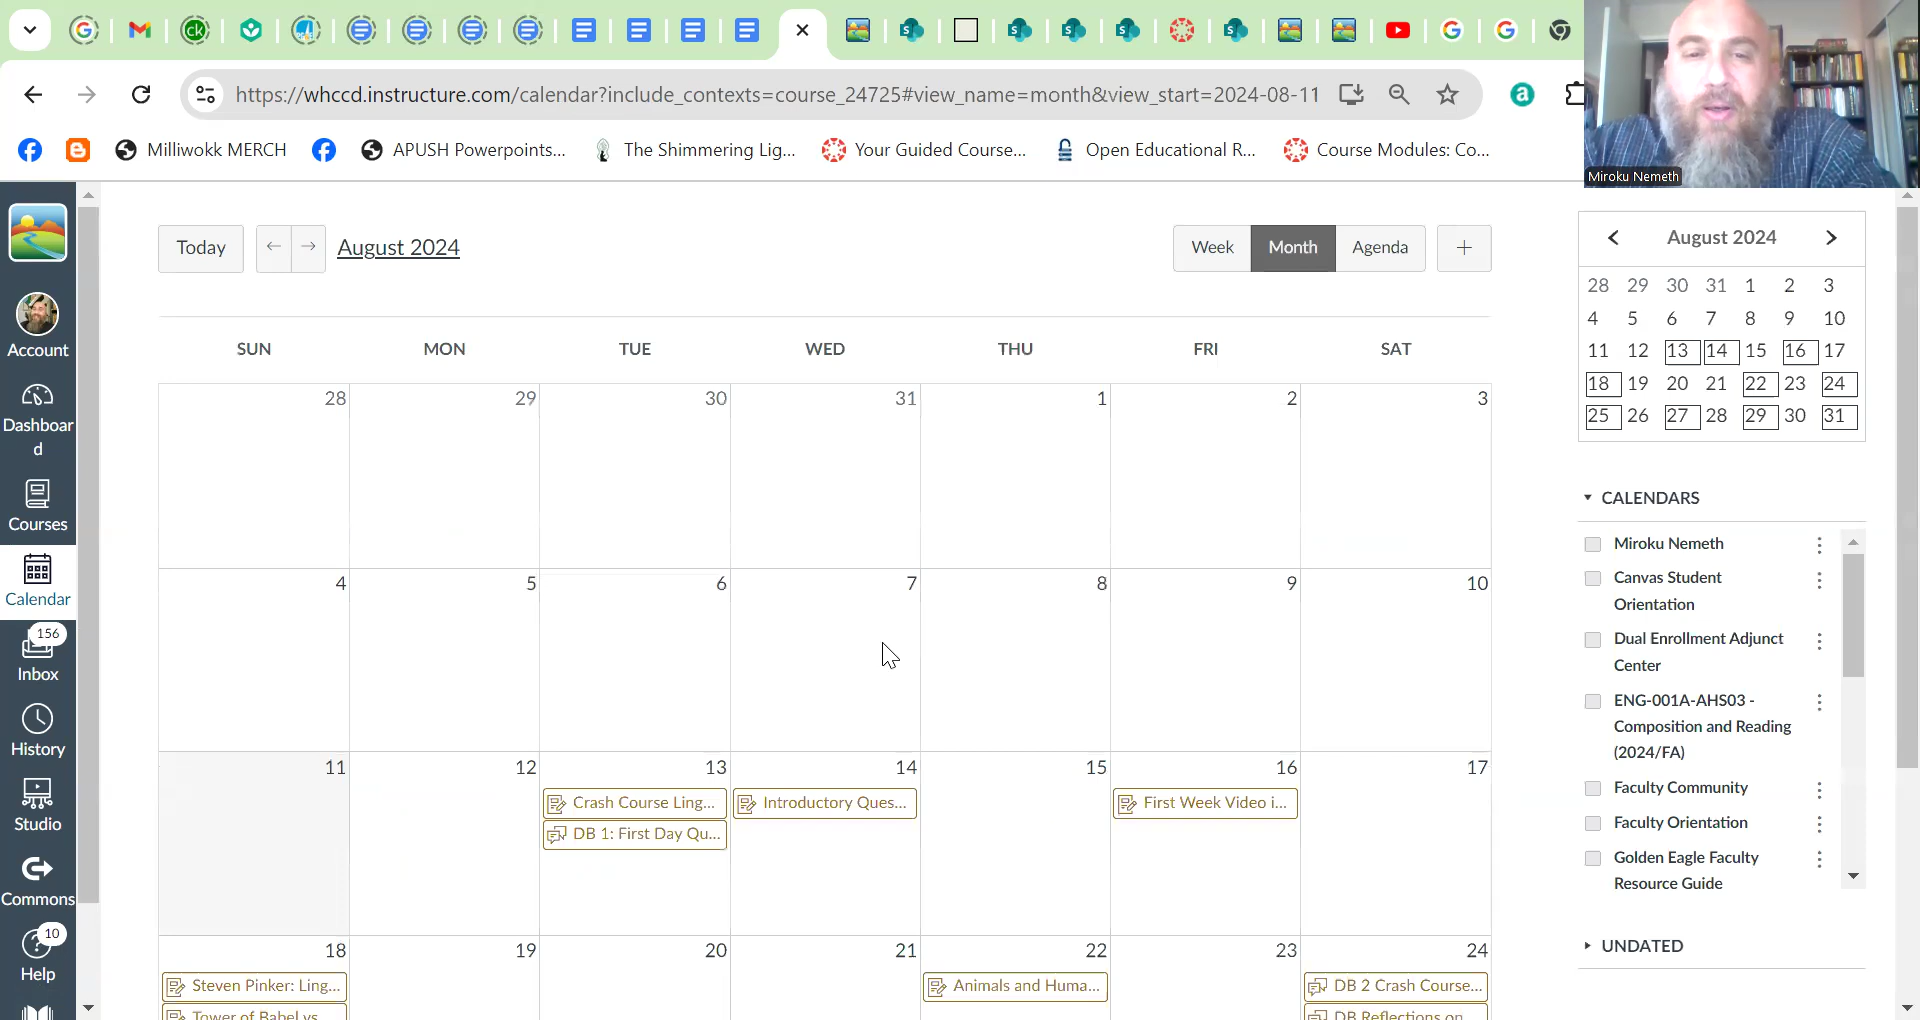 https://whccd.instructure.com/calendar?include_contexts=course_24725#view_name=month&view_start=2024-08-11
Milliwokk MERCH
APUSH Powerpoints...
The Shimmering Lig...
Your Guided Course...
Open Educational R...
Course Modules: Co...
Miroku Nemeth
Account
Dashboar
d
Courses
Calendar
156
Inbox
History
Studio
Commons
10
Help
Today
August 2024
Week Month Agenda
SUN MON TUE WED THU FRI SAT
28 29 30 31 1 2 3
4 5 6 7 8 9 10
11 12 13 14 15 16 17
Crash Course Ling... Introductory Ques... First Week Video i...
DB 1: First Day Qu...
18 19 20 21 22 23 24
Steven Pinker: Ling... Animals and Huma... DB 2 Crash Course...
Tower of Babel vs DB Reflections on
August 2024
28 29 30 31 1 2 3
4 5 6 7 8 9 10
11 12 13 14 15 16 17
18 19 20 21 22 23 24
25 26 27 28 29 30 31
CALENDARS
Miroku Nemeth
Canvas Student
Orientation
Dual Enrollment Adjunct
Center
ENG-001A-AHS03 -
Composition and Reading
(2024/FA)
Faculty Community
Faculty Orientation
Golden Eagle Faculty
Resource Guide
UNDATED